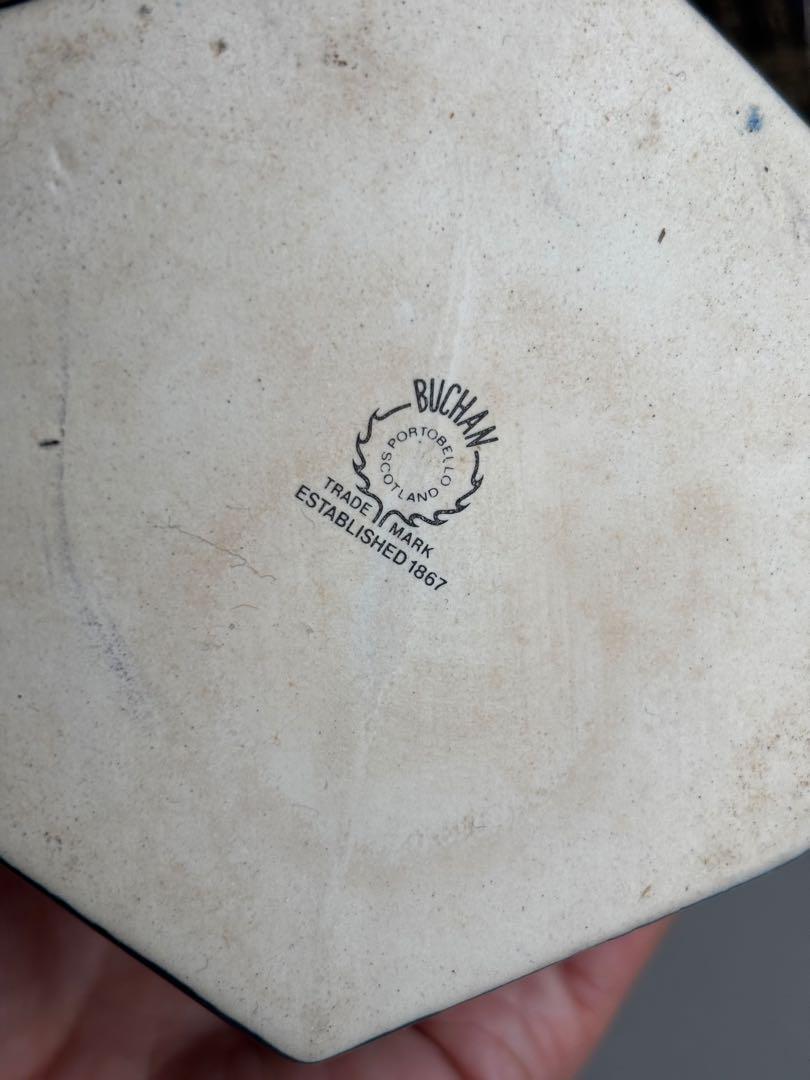 BUCHAN
PORTOBELLO
SCOTLAND
TRADE MARK
ESTABLISHED 1867